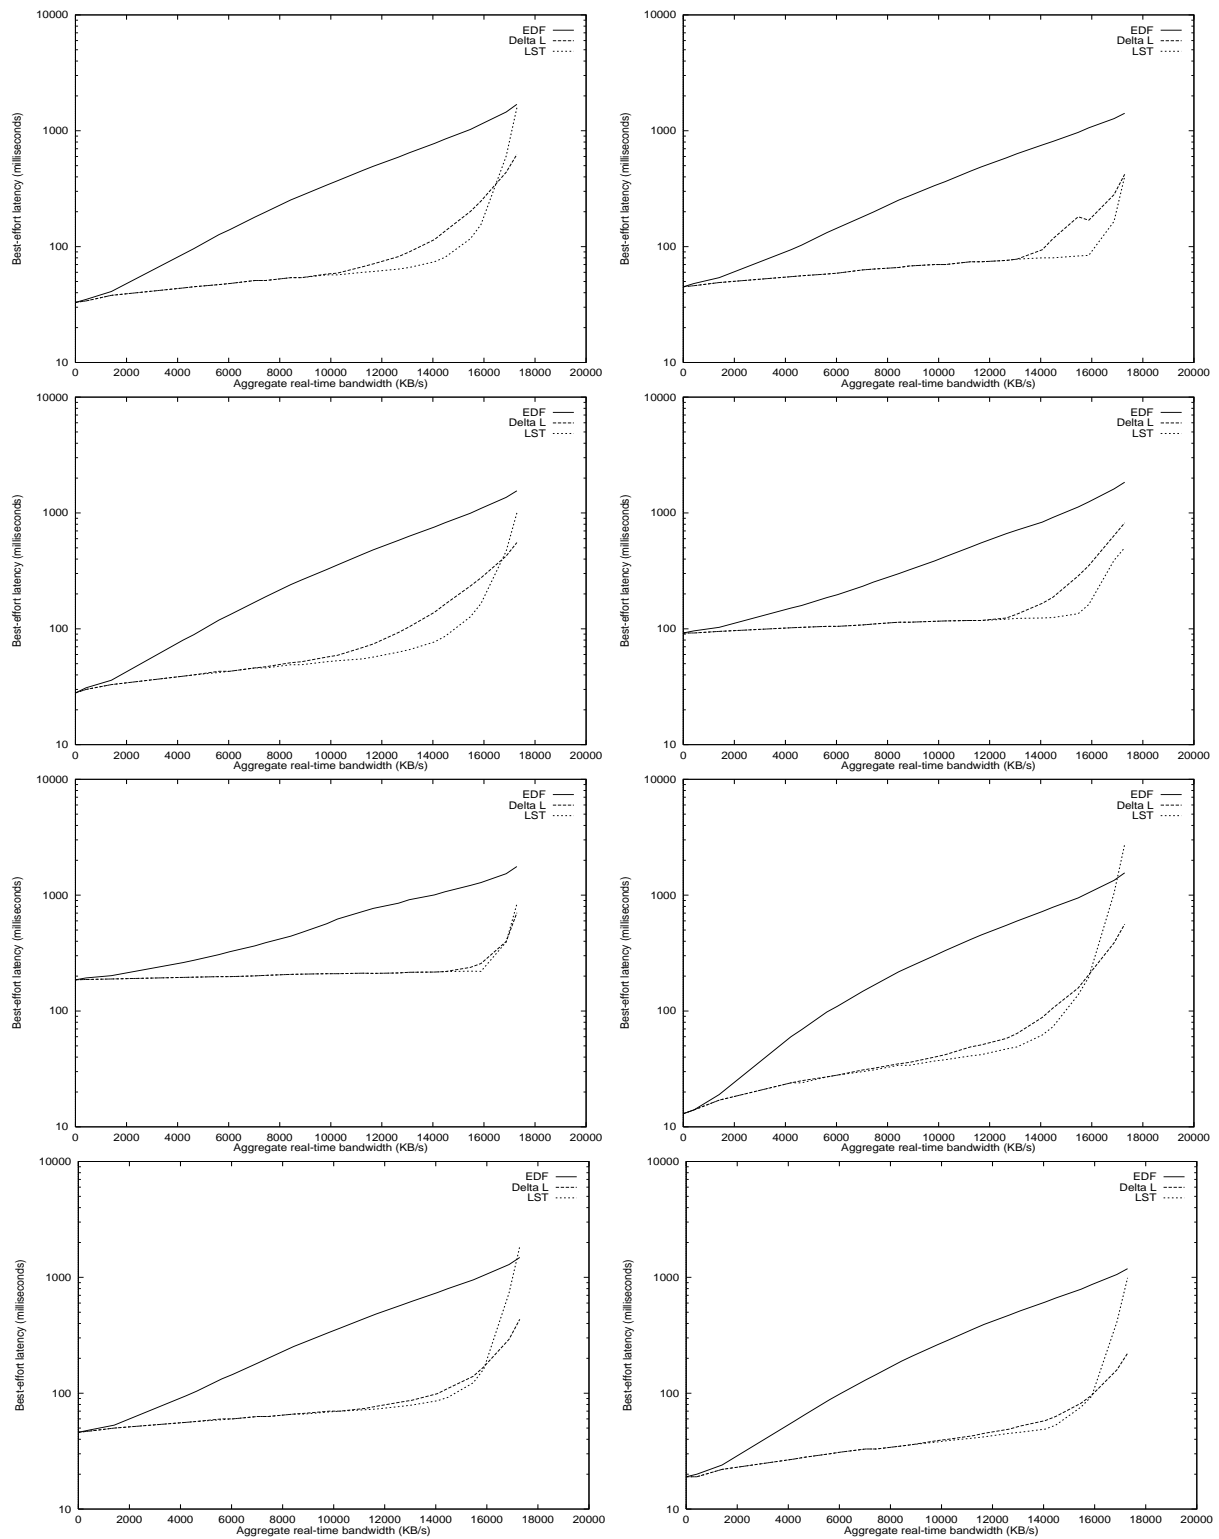 10000
EDF
Delta L
LST
1000
100
10
Best-effort latency (milliseconds)
0 2000 4000 6000 8000 10000 12000 14000 16000 18000 20000
Aggregate real-time bandwidth (KB/s)
10000
EDF
Delta L
LST
1000
100
10
Best-effort latency (milliseconds)
0 2000 4000 6000 8000 10000 12000 14000 16000 18000 20000
Aggregate real-time bandwidth (KB/s)
10000
EDF
Delta L
LST
1000
100
10
Best-effort latency (milliseconds)
0 2000 4000 6000 8000 10000 12000 14000 16000 18000 20000
Aggregate real-time bandwidth (KB/s)
10000
EDF
Delta L
LST
1000
100
10
Best-effort latency (milliseconds)
0 2000 4000 6000 8000 10000 12000 14000 16000 18000 20000
Aggregate real-time bandwidth (KB/s)
10000
EDF
Delta L
LST
1000
100
10
Best-effort latency (milliseconds)
0 2000 4000 6000 8000 10000 12000 14000 16000 18000 20000
Aggregate real-time bandwidth (KB/s)
10000
EDF
Delta L
LST
1000
100
10
Best-effort latency (milliseconds)
0 2000 4000 6000 8000 10000 12000 14000 16000 18000 20000
Aggregate real-time bandwidth (KB/s)
10000
EDF
Delta L
LST
1000
100
10
Best-effort latency (milliseconds)
0 2000 4000 6000 8000 10000 12000 14000 16000 18000 20000
Aggregate real-time bandwidth (KB/s)
10000
EDF
Delta L
LST
1000
100
10
Best-effort latency (milliseconds)
0 2000 4000 6000 8000 10000 12000 14000 16000 18000 20000
Aggregate real-time bandwidth (KB/s)